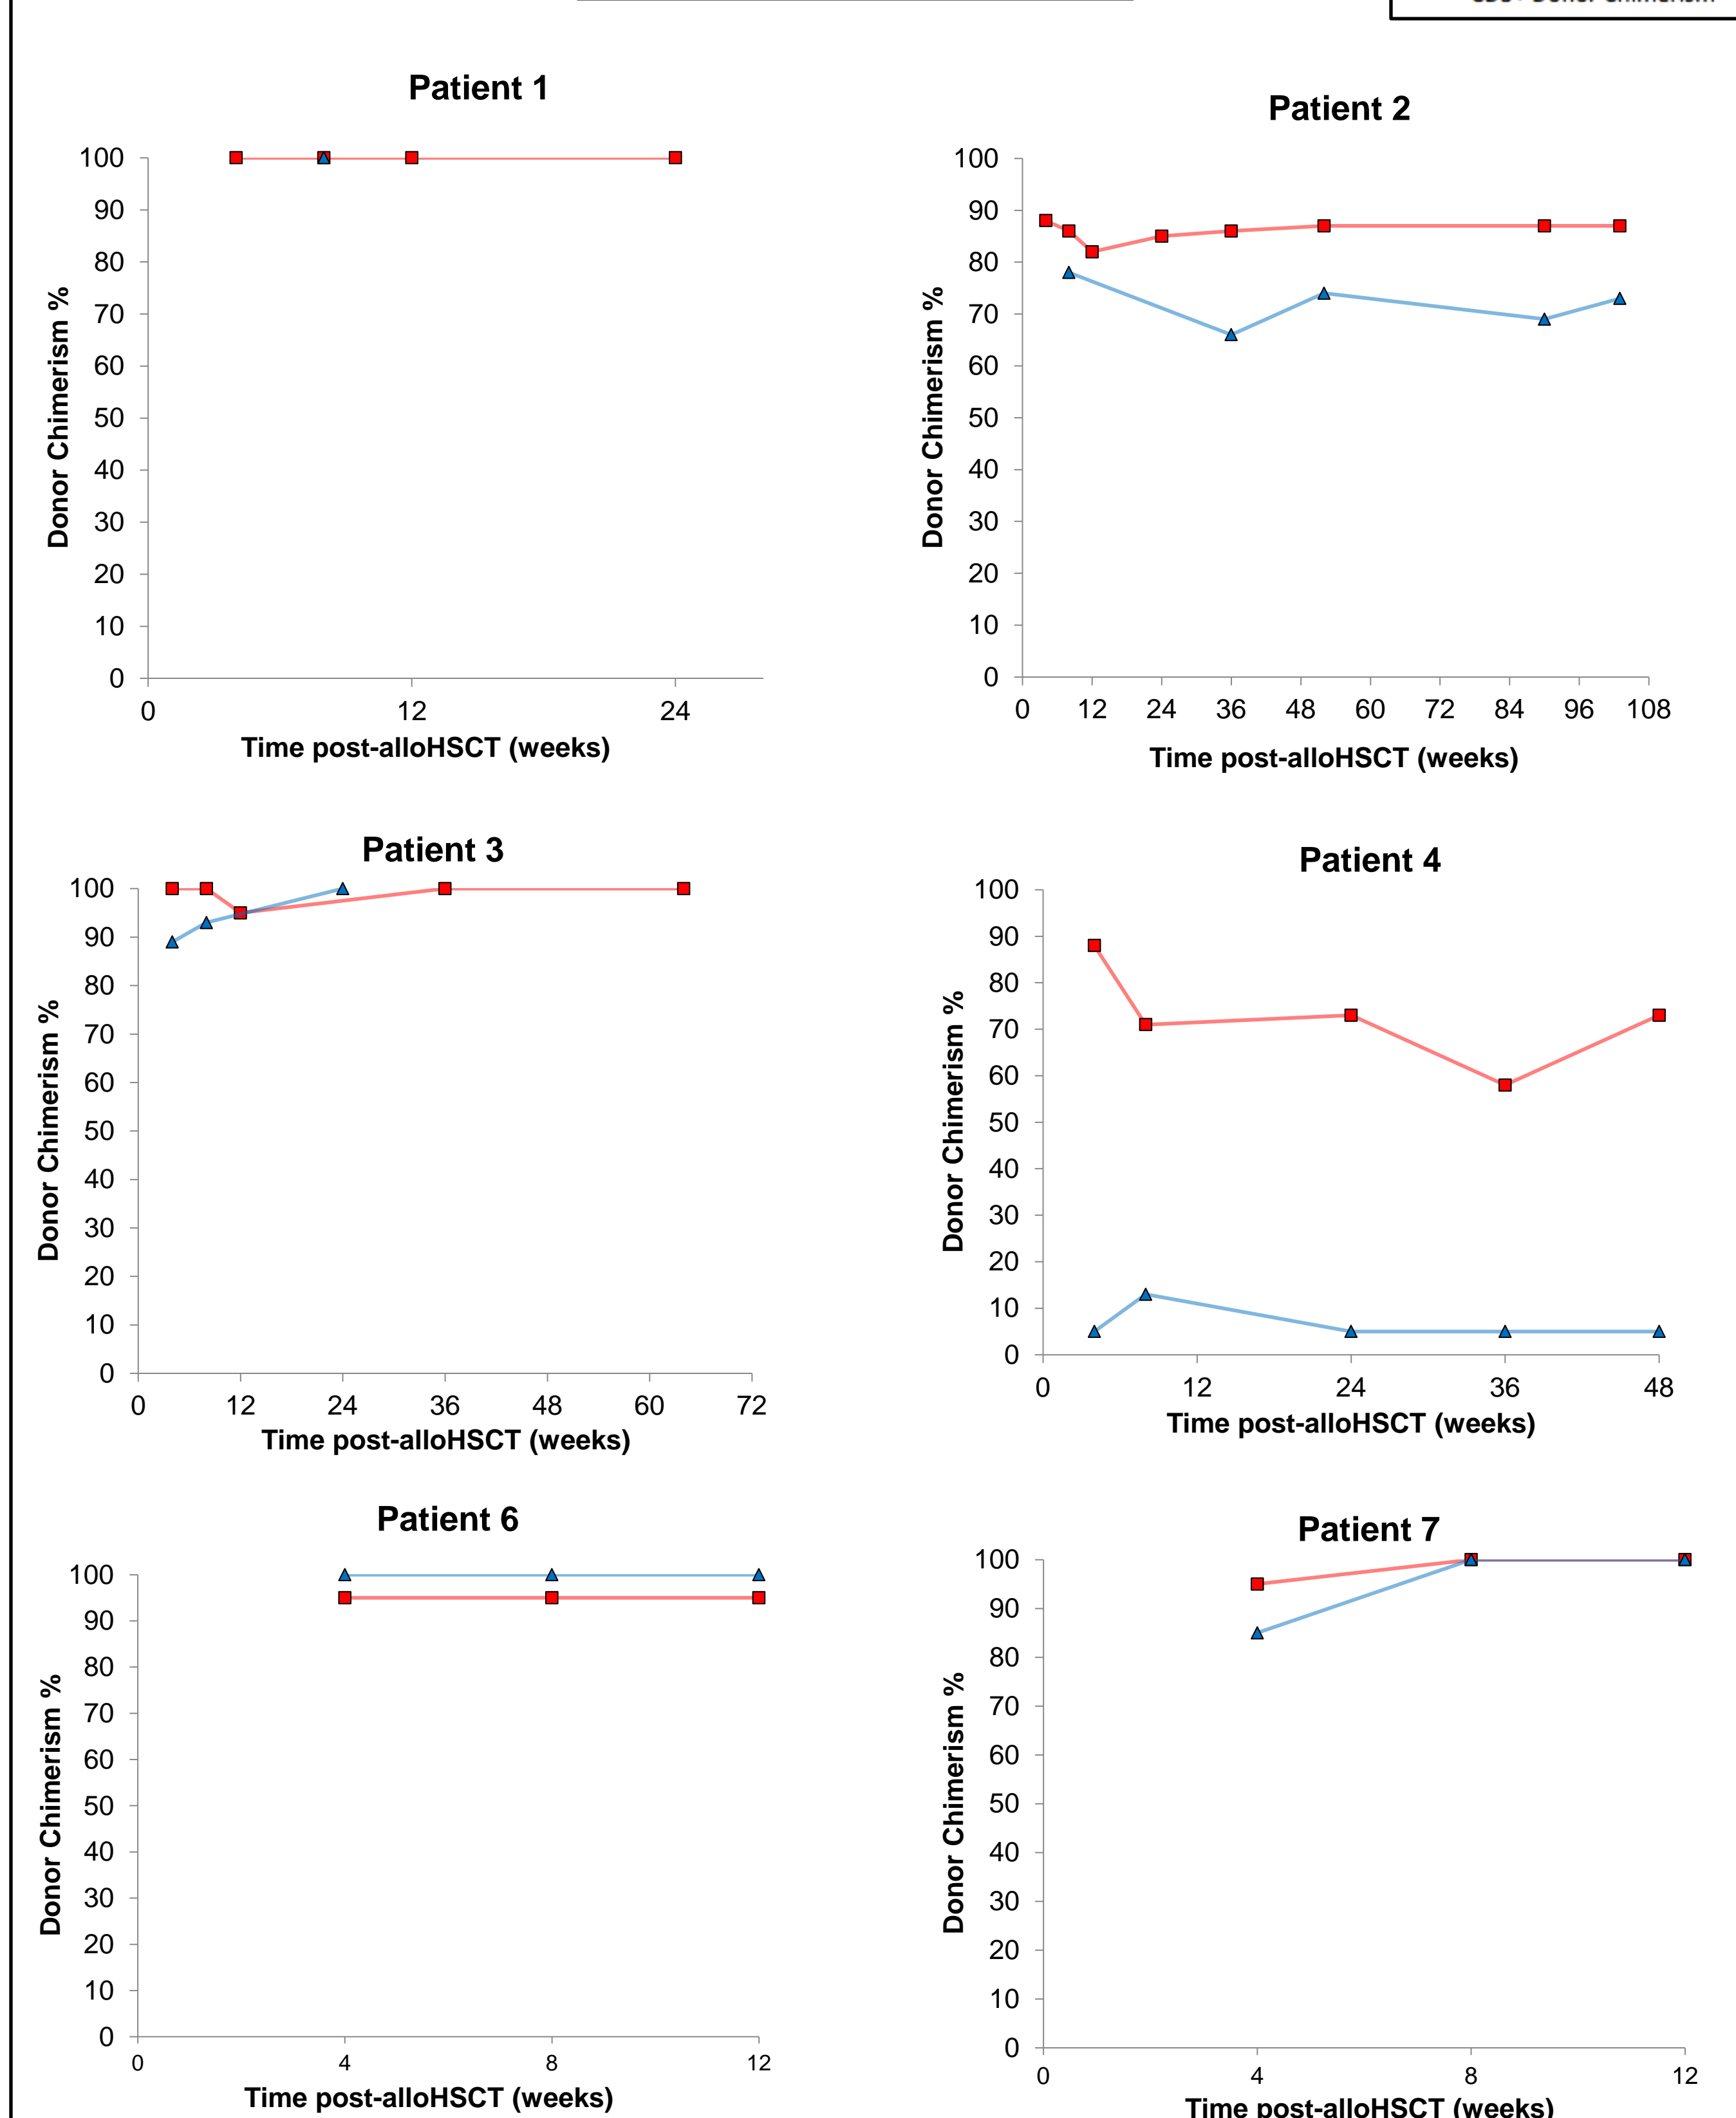 Patient 1
100
90
80
70
60
50
40
30
20
10
0
Donor Chimerism %
0 12 24
Time post-alloHSCT (weeks)
Patient 2
100
90
80
70
60
50
40
30
20
10
0
Donor Chimerism %
0 12 24 36 48 60 72 84 96 108
Time post-alloHSCT (weeks)
Patient 3
100
90
80
70
60
50
40
30
20
10
0
Donor Chimerism %
0 12 24 36 48 60 72
Time post-alloHSCT (weeks)
Patient 4
100
90
80
70
60
50
40
30
20
10
0
Donor Chimerism %
0 12 24 36 48
Time post-alloHSCT (weeks)
Patient 6
100
90
80
70
60
50
40
30
20
10
0
Donor Chimerism %
0 4 8 12
Time post-alloHSCT (weeks)
Patient 7
100
90
80
70
60
50
40
30
20
10
0
Donor Chimerism %
0 4 8 12
Time post-alloHSCT (weeks)